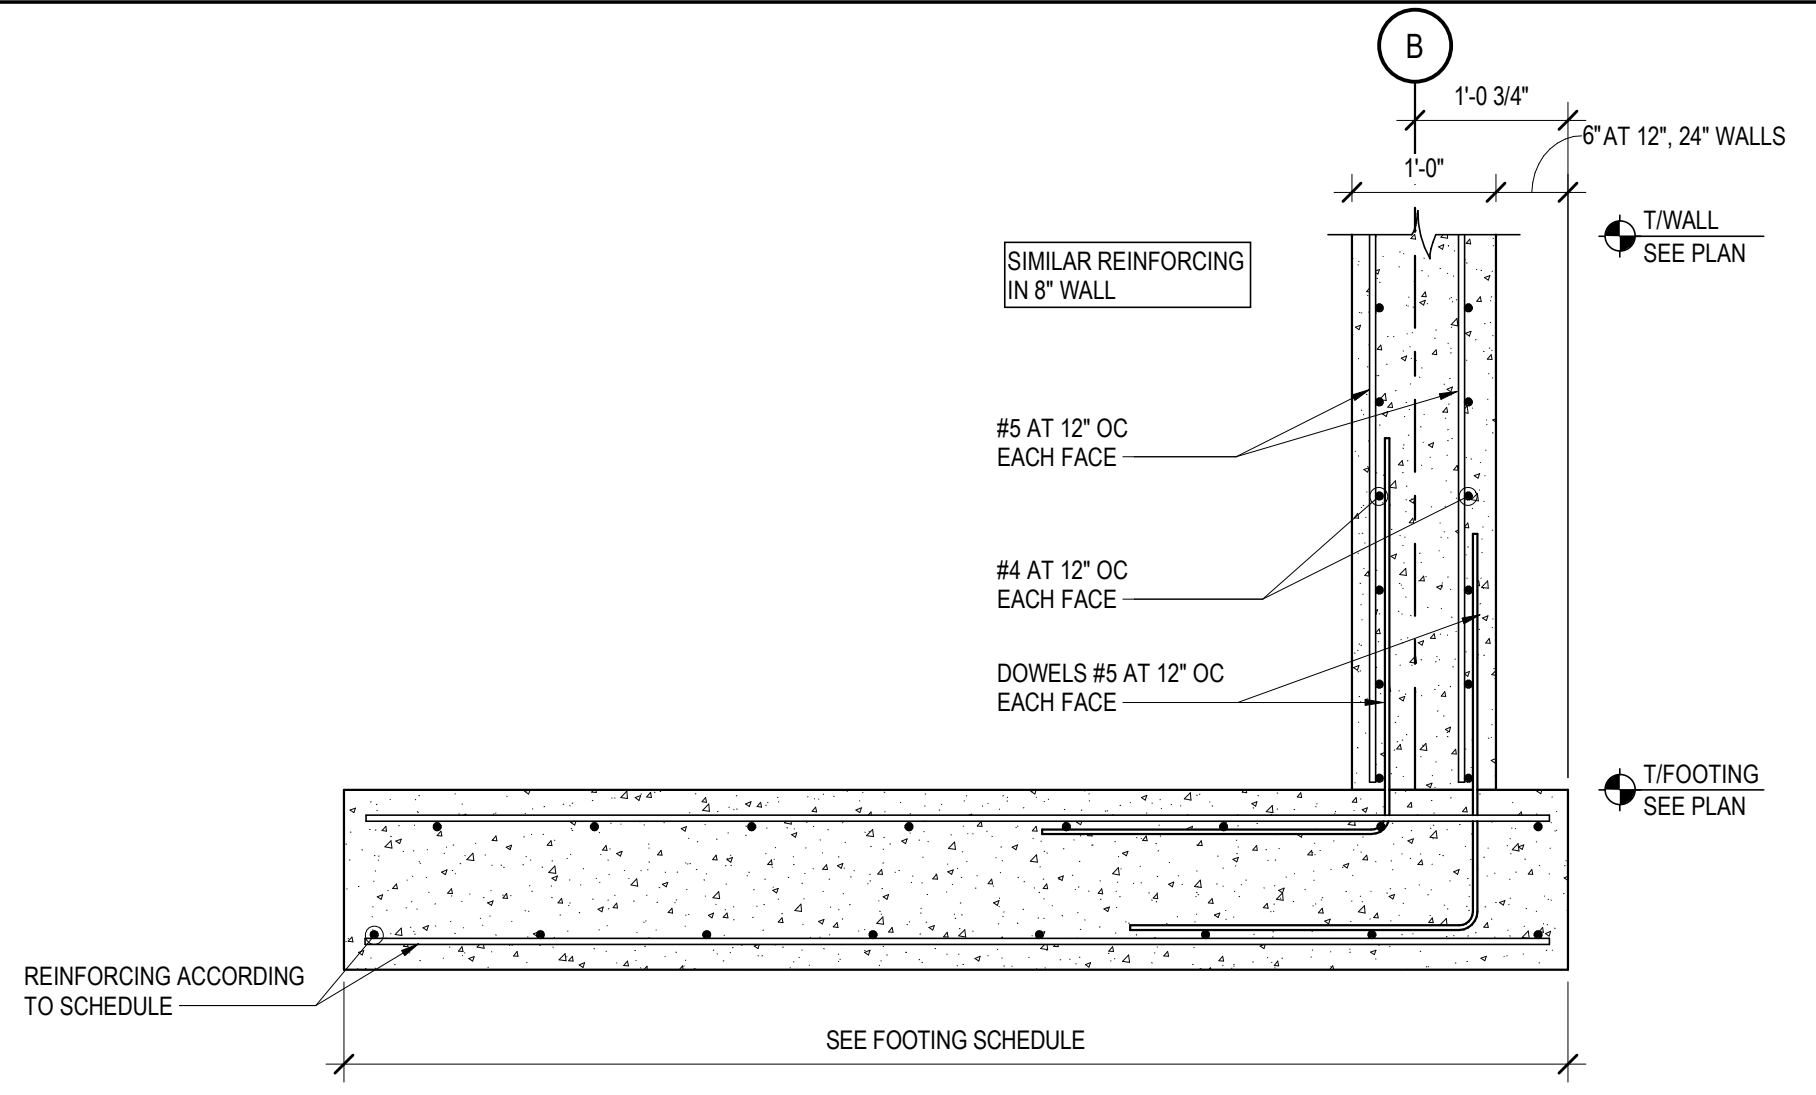 B
1'-0 3/4"
6"AT 12", 24" WALLS
1'-0"
T/WALL
SEE PLAN
SIMILAR REINFORCING
IN 8" WALL
#5 AT 12" OC
EACH FACE
#4 AT 12" OC
EACH FACE
DOWELS #5 AT 12" OC
EACH FACE
T/FOOTING
SEE PLAN
REINFORCING ACCORDING
TO SCHEDULE
SEE FOOTING SCHEDULE